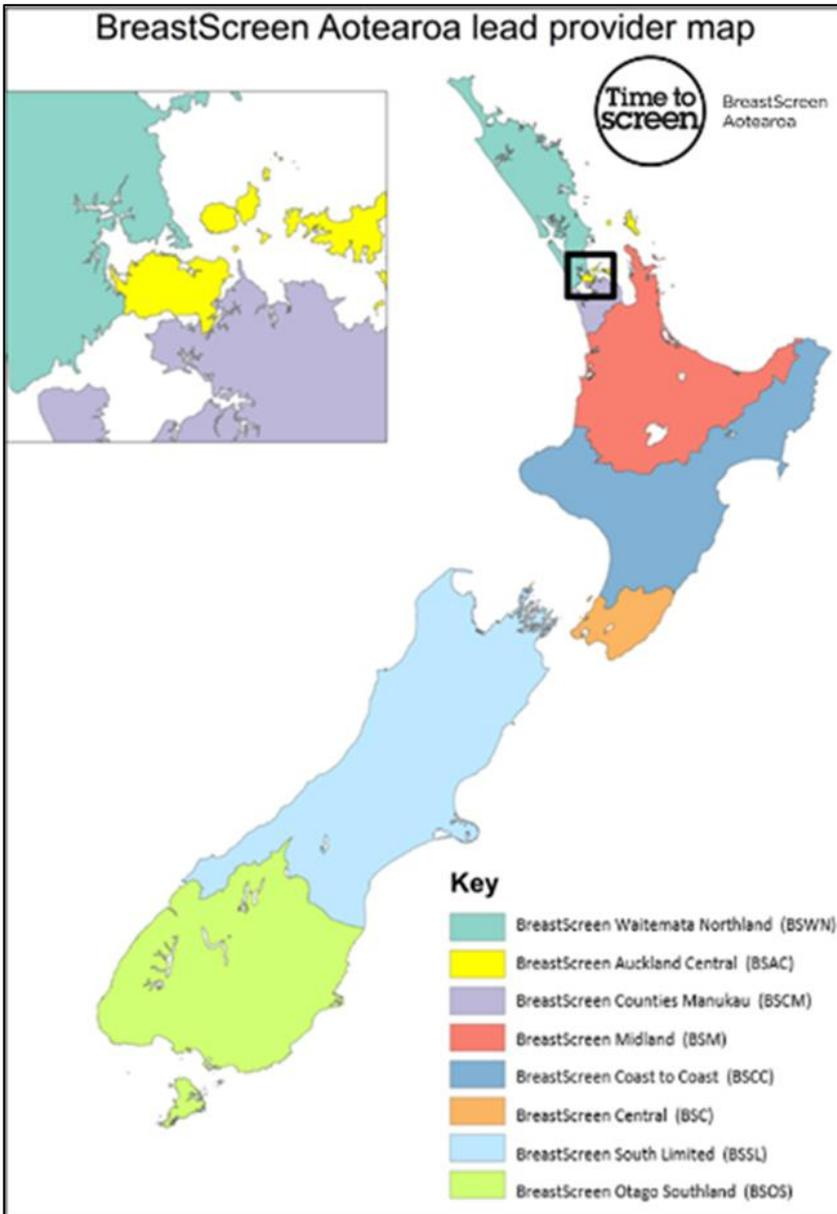 BreastScreen Aotearoa lead provider map
Time to
screen
BreastScreen
Aotearoa
Key
BreastScreen Waitemata Northland (BSWN)
BreastScreen Auckland Central (BSAC)
BreastScreen Counties Manukau (BSCM)
BreastScreen Midland (BSM)
BreastScreen Coast to Coast (BSCC)
BreastScreen Central (BSC)
BreastScreen South Limited (BSSL)
BreastScreen Otago Southland (BSOS)